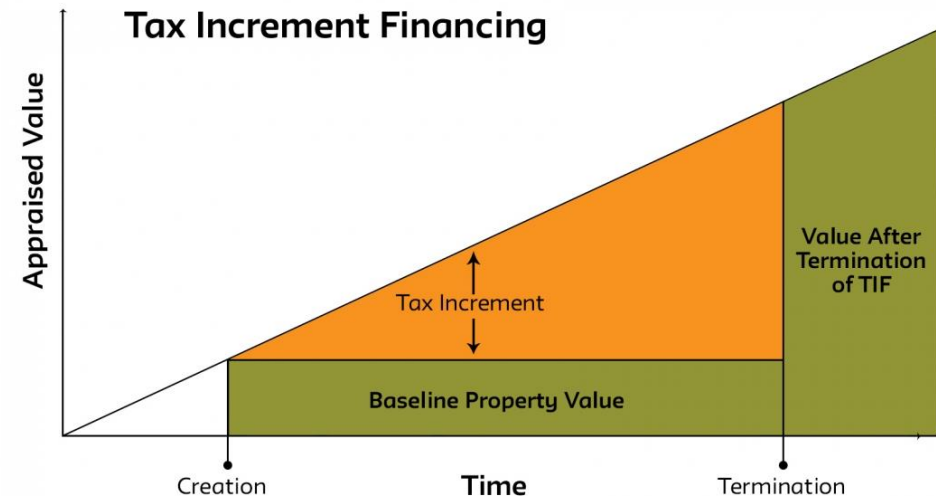 Tax Increment Financing
Appraised Value
Tax Increment
Value After
Termination
of TIF
Baseline Property Value
Creation
Time
Termination